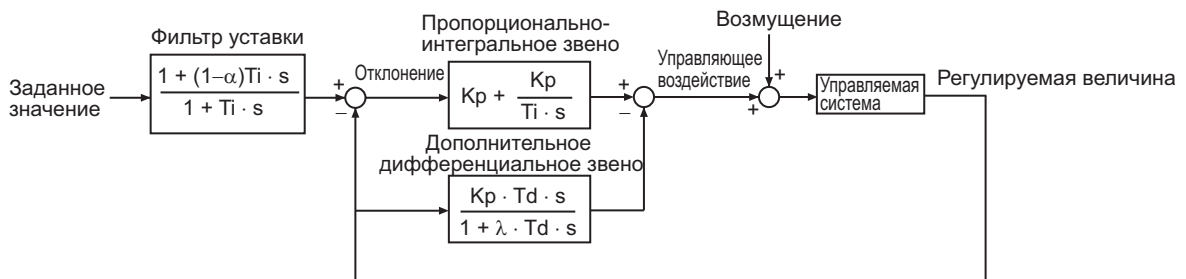 Фильтр уставки
1 + (1–α)Ti · s
1 + Ti · s
Заданное
значение
+
–
Отклонение
Пропорционально-
интегральное звено
Kp + Kp
Ti · s
Дополнительное
дифференциальное звено
Kp · Td · s
1 + λ · Td · s
+
–
Управляющее
воздействие
Возмущение
+
+
Управляемая
система
Регулируемая величина